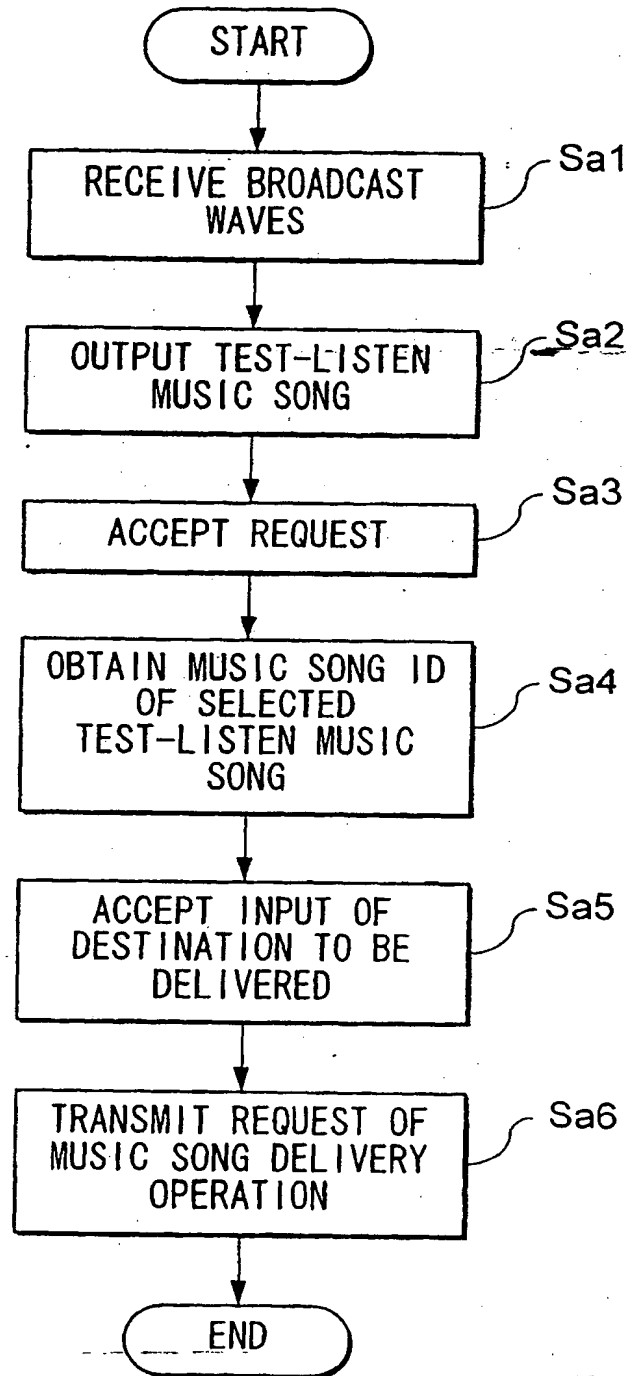 START
RECEIVE BROADCAST
WAVES
Sa1
OUTPUT TEST-LISTEN
MUSIC SONG
Sa2
ACCEPT REQUEST
Sa3
OBTAIN MUSIC SONG ID
OF SELECTED
TEST-LISTEN MUSIC
SONG
Sa4
ACCEPT INPUT OF
DESTINATION TO BE
DELIVERED
Sa5
TRANSMIT REQUEST OF
MUSIC SONG DELIVERY
OPERATION
Sa6
END